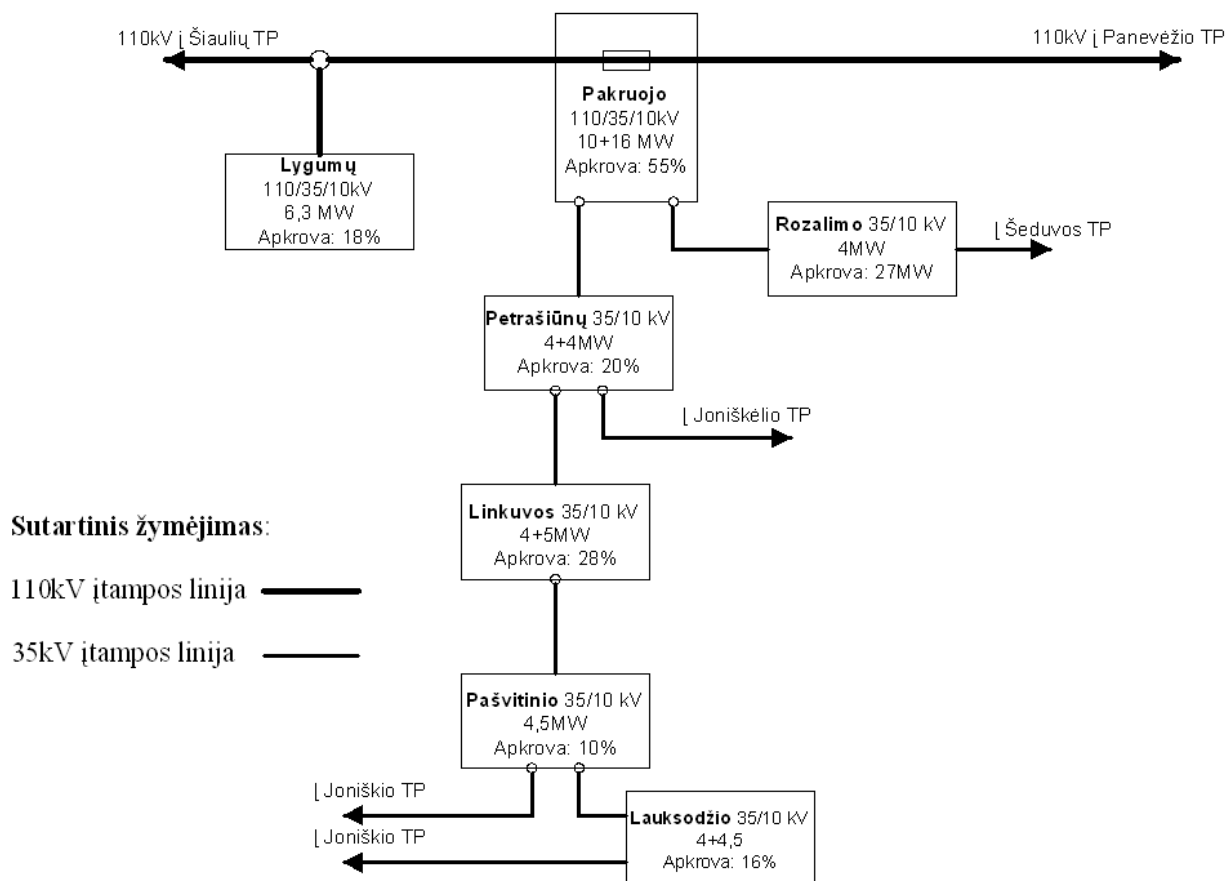 110kV į Šiaulių TP
110kV į Panevėžio TP
Pakruojo
110/35/10kV
10+16 MW
Apkrova: 55%
Lygumų
110/35/10kV
6,3 MW
Apkrova: 18%
Rozalimo 35/10 kV
4MW
Apkrova: 27MW
Į Šeduvos TP
Petrašiūnų 35/10 kV
4+4MW
Apkrova: 20%
Į Joniškėlio TP
Linkuvos 35/10 kV
4+5MW
Apkrova: 28%
Sutartinis žymėjimas:
110kV įtampos linija
35kV įtampos linija
Pašvitinio 35/10 kV
4,5MW
Apkrova: 10%
Į Joniškio TP
Į Joniškio TP
Lauksodžio 35/10 kV
4+4,5
Apkrova: 16%